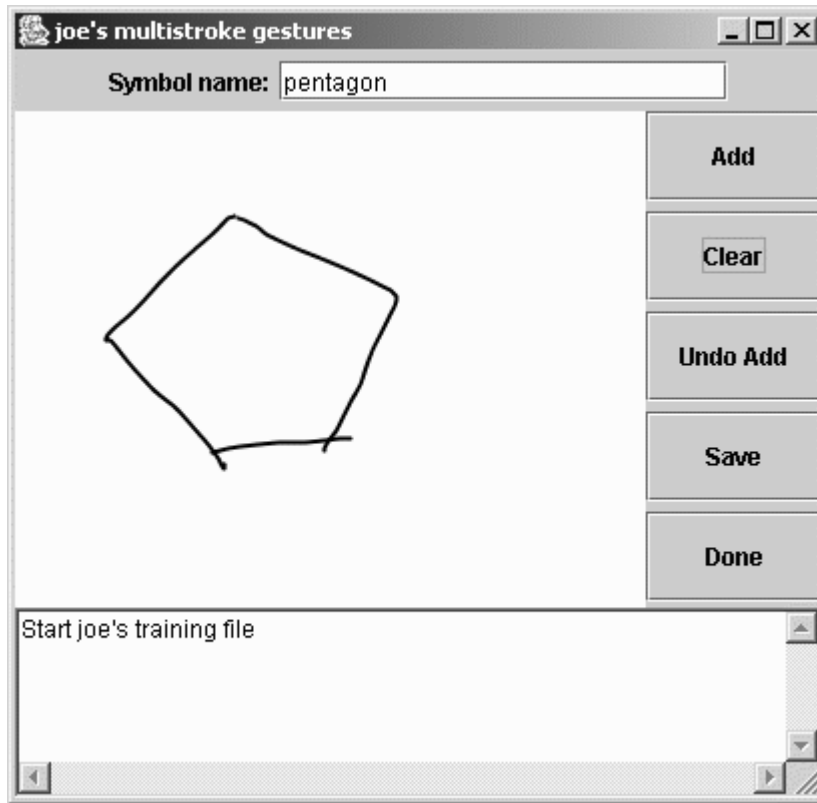 joe's multistroke gestures
Symbol name: pentagon
Add
Clear
Undo Add
Save
Done
Start joe's training file